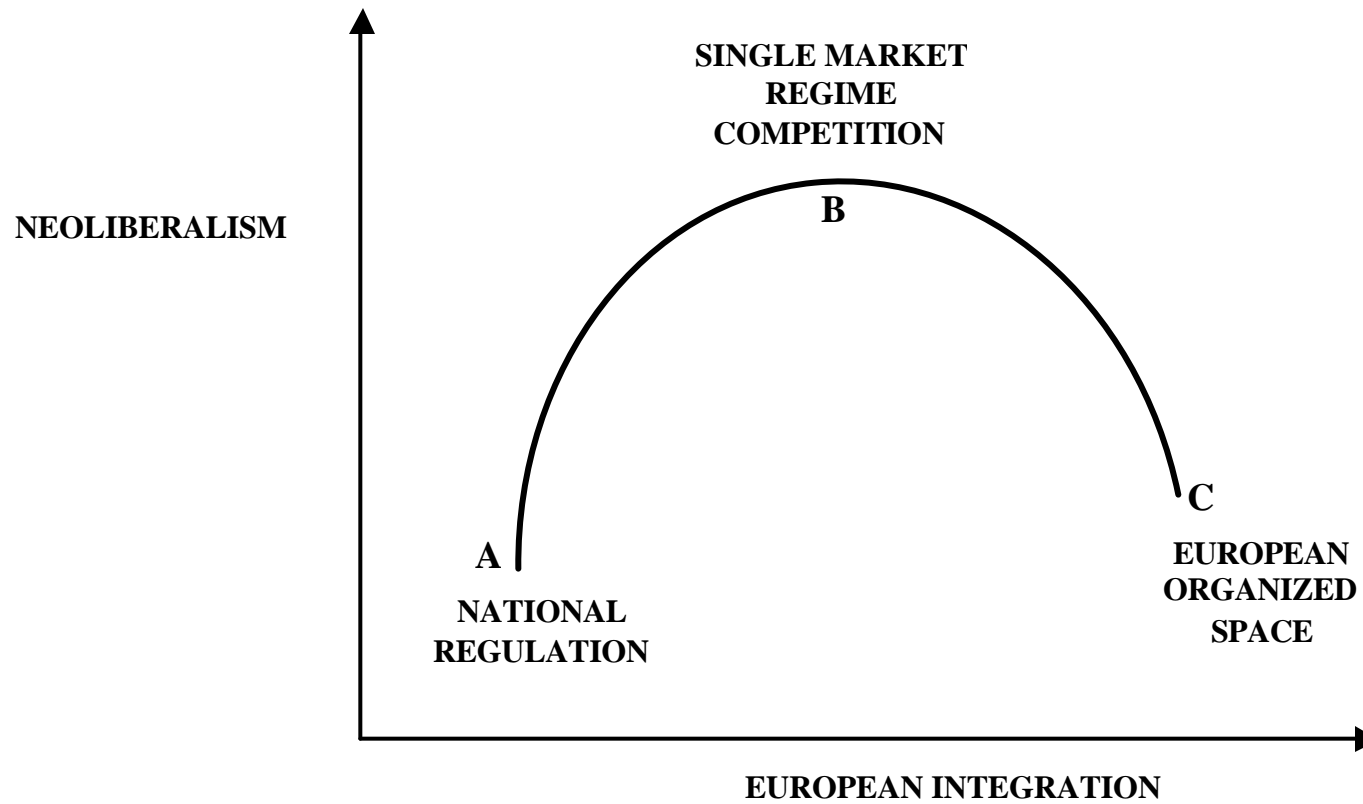 SINGLE MARKET
REGIME
COMPETITION
B
NEOLIBERALISM
C
A
EUROPEAN
ORGANIZED
SPACE
NATIONAL
REGULATION
EUROPEAN INTEGRATION